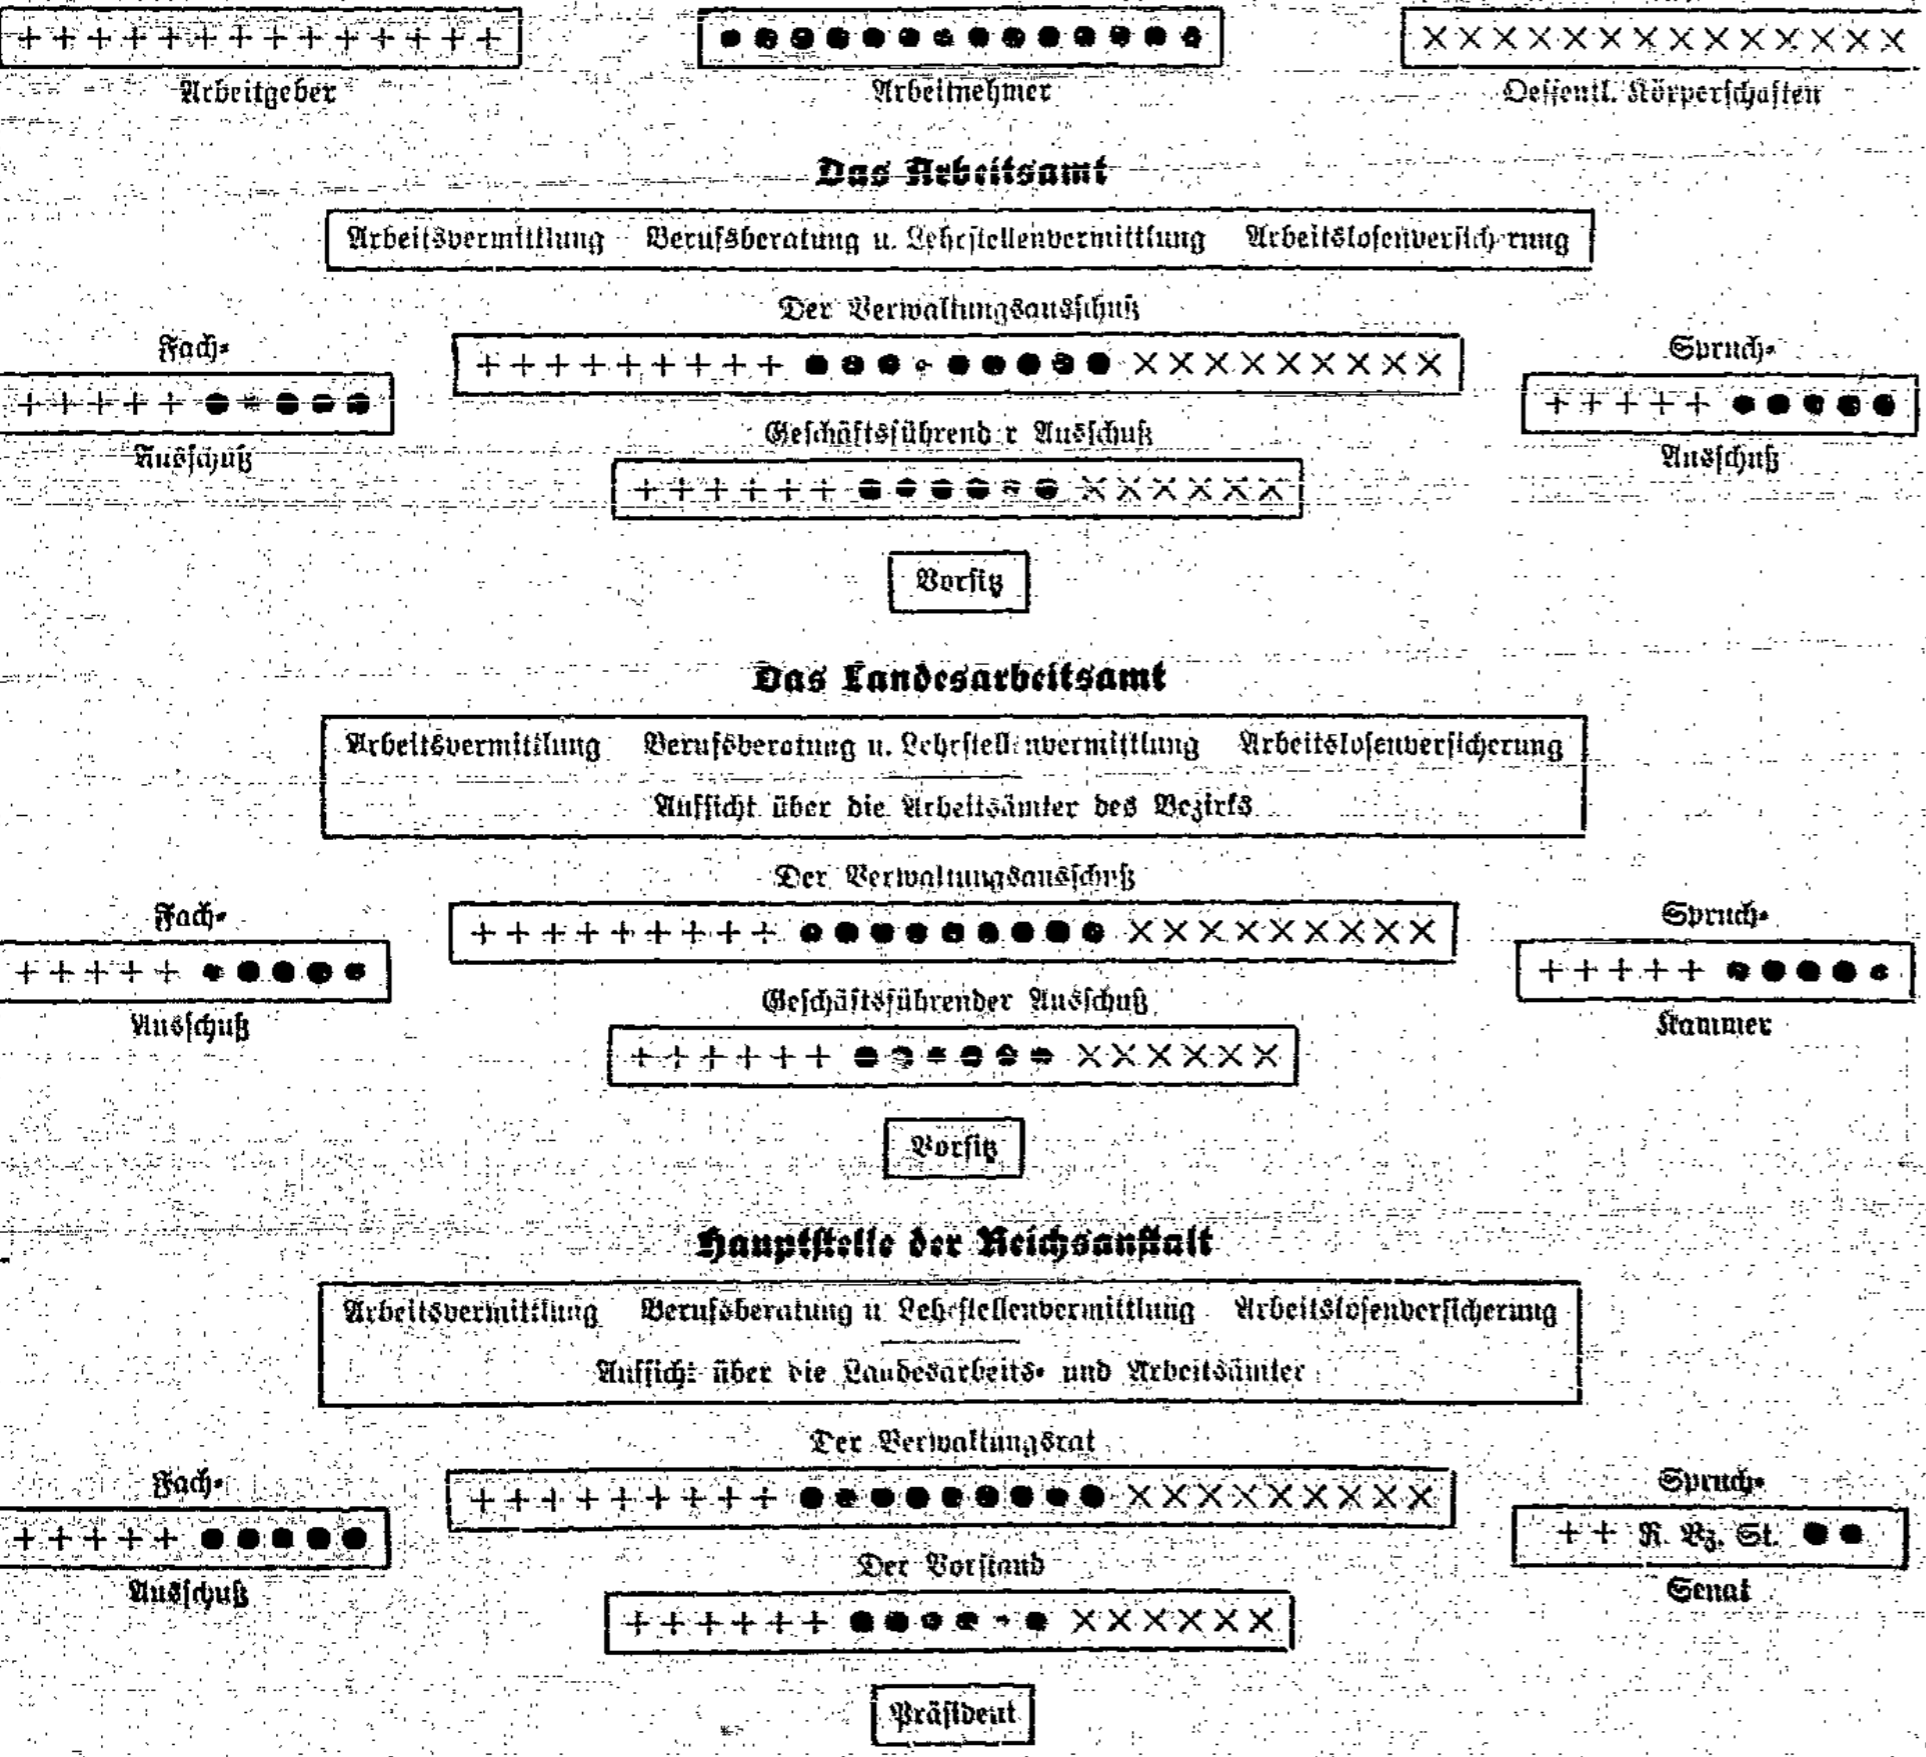 + + + + + + + + + + + + + + ● ● ● ● ● ● ● ● ● ● ● ● ● ● × × × × × × × × × × × × × ×
Arbeitgeber Arbeitnehmer Oeffentl. Körperschaften
Das Arbeitsamt
Arbeitsvermittlung Berufsberatung u. Lehrstellenvermittlung Arbeitslosenversicherung
Der Verwaltungsausschuß
Fach- Spruch-
+ + + + + + + + + ● ● ● ● ● ● ● ● ● × × × × × × × × ×
+ + + + + ● ● ● ● ● + + + + + ● ● ● ● ●
Geschäftsführender Ausschuß
Ausschuß Ausschuß
+ + + + + + ● ● ● ● ● ● × × × × × ×
Vorsitz
Das Landesarbeitsamt
Arbeitsvermittlung Berufsberatung u. Lehrstellenvermittlung Arbeitslosenversicherung
Aufsicht über die Arbeitsämter des Bezirks
Der Verwaltungsausschuß
Fach- Spruch-
+ + + + + + + + + ● ● ● ● ● ● ● ● ● × × × × × × × × ×
+ + + + + ● ● ● ● ● + + + + + ● ● ● ● ●
Geschäftsführender Ausschuß
Ausschuß Kammer
+ + + + + + ● ● ● ● ● ● × × × × × ×
Vorsitz
Hauptstelle der Reichsanstalt
Arbeitsvermittlung Berufsberatung u Lehrstellenvermittlung Arbeitslosenversicherung
Aufsicht über die Landesarbeits- und Arbeitsämter
Der Verwaltungsrat
Fach- Spruch-
+ + + + + + + + + ● ● ● ● ● ● ● ● ● × × × × × × × × ×
+ + + + + ● ● ● ● ● + + R. Vz. St. ● ●
Der Vorstand
Ausschuß Senat
+ + + + + + ● ● ● ● ● ● × × × × × ×
Präsident